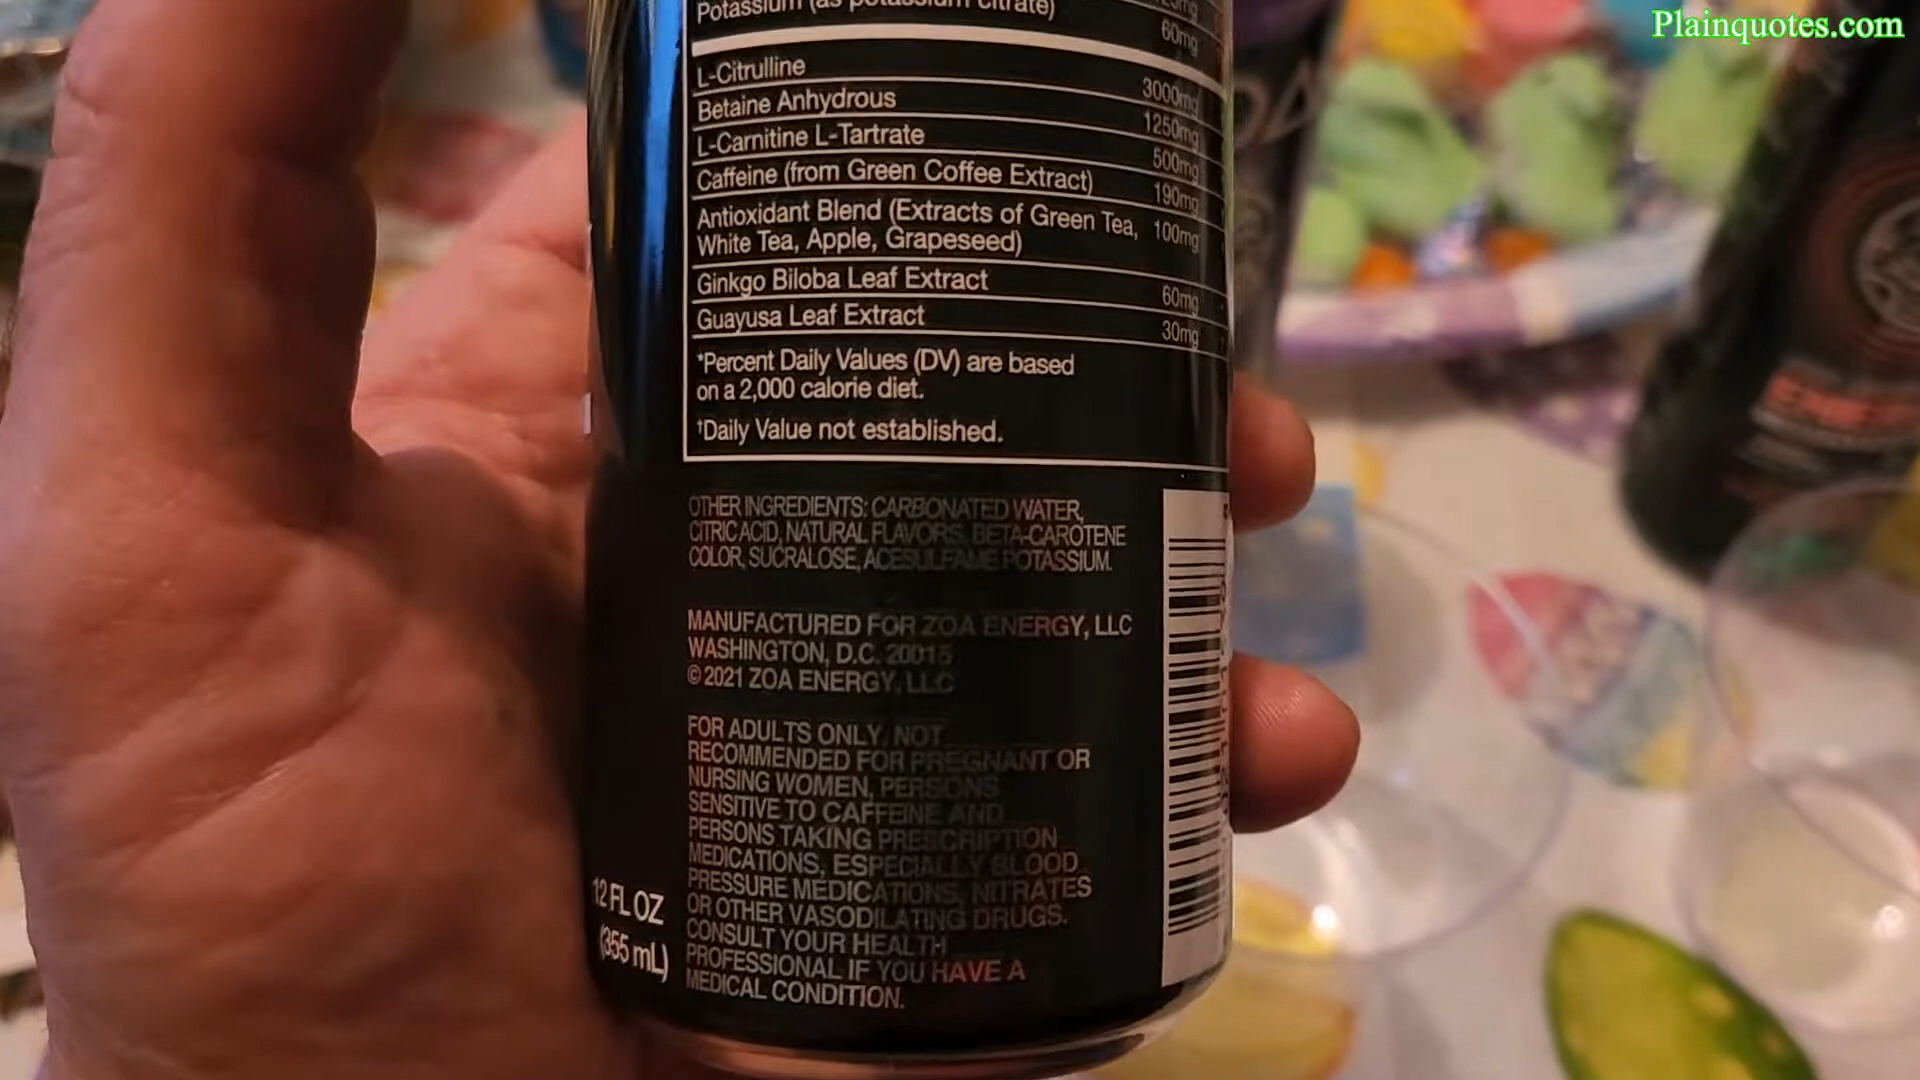 Plainquotes.com
Potassium (as potassium citrate)
60mg
L-Citrulline 3000mg
Betaine Anhydrous 1250mg
L-Carnitine L-Tartrate 500mg
Caffeine (from Green Coffee Extract) 190mg
Antioxidant Blend (Extracts of Green Tea, 100mg
White Tea, Apple, Grapeseed)
Ginkgo Biloba Leaf Extract 60mg
Guayusa Leaf Extract 30mg
*Percent Daily Values (DV) are based
on a 2,000 calorie diet.
†Daily Value not established.
OTHER INGREDIENTS: CARBONATED WATER,
CITRIC ACID, NATURAL FLAVORS, BETA-CAROTENE
COLOR, SUCRALOSE, ACESULFAME POTASSIUM.
MANUFACTURED FOR ZOA ENERGY, LLC
WASHINGTON, D.C. 20015
© 2021 ZOA ENERGY, LLC
FOR ADULTS ONLY. NOT
RECOMMENDED FOR PREGNANT OR
NURSING WOMEN, PERSONS
SENSITIVE TO CAFFEINE AND
PERSONS TAKING PRESCRIPTION
MEDICATIONS, ESPECIALLY BLOOD
PRESSURE MEDICATIONS, NITRATES
OR OTHER VASODILATING DRUGS.
CONSULT YOUR HEALTH
PROFESSIONAL IF YOU HAVE A
MEDICAL CONDITION.
12 FL OZ
(355 mL)